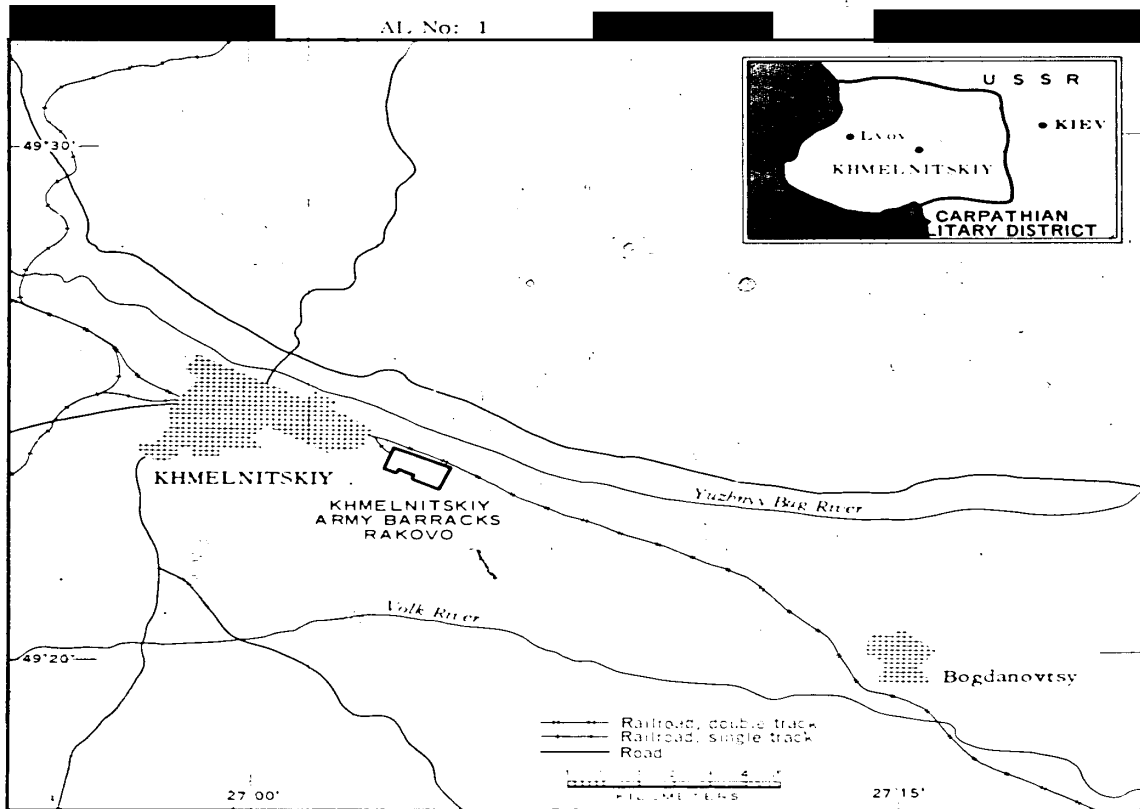 AL No: 1
U S S R
KIEV
Lvov
KHMELNITSKIY
CARPATHIAN
LITARY DISTRICT
49°30'
KHMELNITSKIY
KHMELNITSKIY
ARMY BARRACKS
RAKOVO
Yuzhnyy Bug River
Volk River
49°20'
Bogdanovtsy
Railroad, double track
Railroad, single track
Road
KILOMETERS
27°00'
27°15'